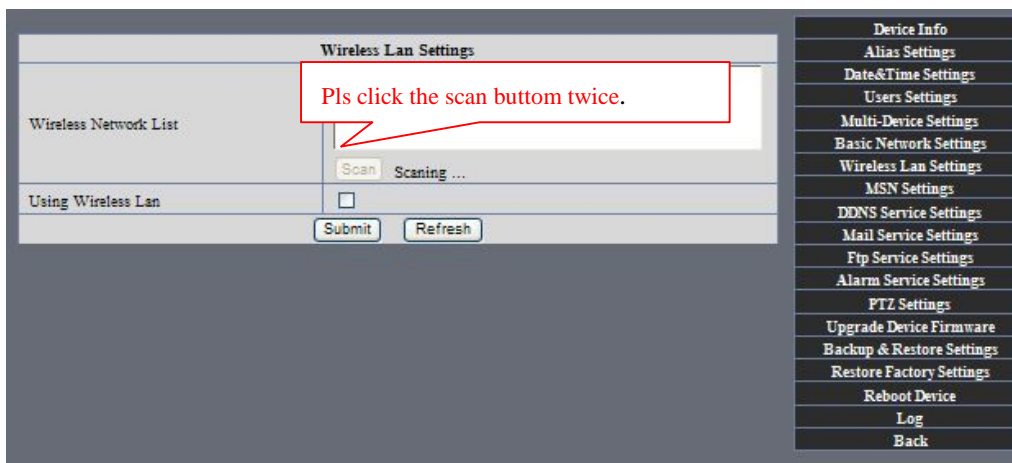 Wireless Lan Settings
Pls click the scan buttom twice.
Wireless Network List
Scan Scaning ...
Using Wireless Lan
Submit Refresh
Device Info
Alias Settings
Date&Time Settings
Users Settings
Multi-Device Settings
Basic Network Settings
Wireless Lan Settings
MSN Settings
DDNS Service Settings
Mail Service Settings
Ftp Service Settings
Alarm Service Settings
PTZ Settings
Upgrade Device Firmware
Backup & Restore Settings
Restore Factory Settings
Reboot Device
Log
Back